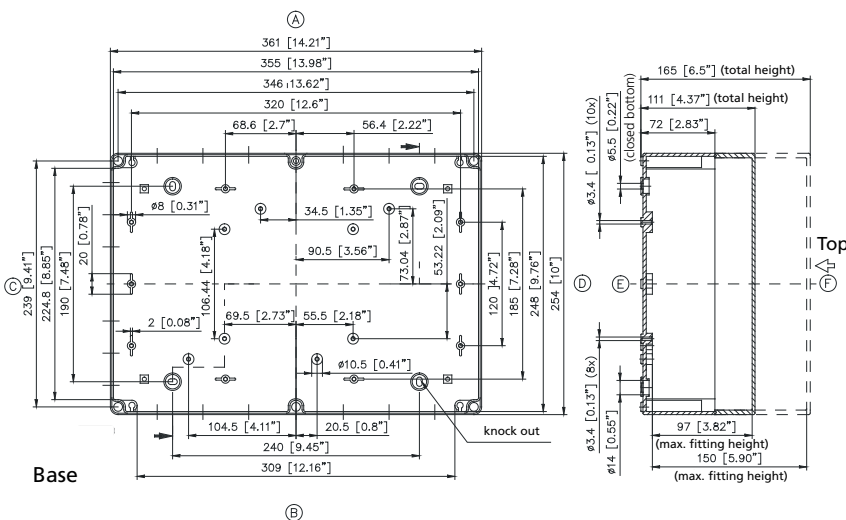 A
361 [14.21"]
355 [13.98"]
346 [13.62"]
320 [12.6"]
68.6 [2.7"]
56.4 [2.22"]
165 [6.5"] (total height)
111 [4.37"] (total height)
72 [2.83"]
ø3.4 [ 0.13"] (10x)
ø5.5 [0.22"]
(closed bottom)
ø8 [0.31"]
34.5 [1.35"]
90.5 [3.56"]
73.04 [2.87"]
53.22 [2.09"]
20 [0.78"]
106.44 [4.18"]
C
239 [9.41"]
224.8 [8.85"]
190 [7.48"]
120 [4.72"]
185 [7.28"]
248 [9.76"]
254 [10"]
D
E
F
Top
69.5 [2.73"]
55.5 [2.18"]
2 [0.08"]
ø10.5 [0.41"]
ø3.4 [0.13"] (8x)
ø14 [0.55"]
104.5 [4.11"]
20.5 [0.8"]
knock out
240 [9.45"]
309 [12.16"]
97 [3.82"]
(max. fitting height)
150 [5.90"]
(max. fitting height)
Base
B